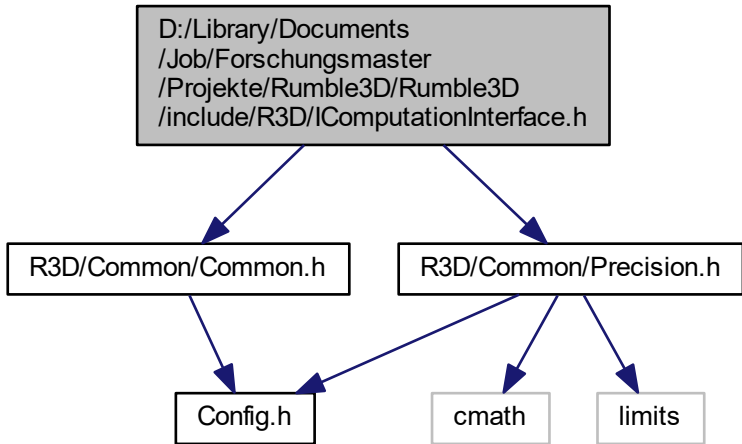 D:/Library/Documents
/Job/Forschungsmaster
/Projekte/Rumble3D/Rumble3D
/include/R3D/IComputationInterface.h
R3D/Common/Common.h
R3D/Common/Precision.h
Config.h
cmath
limits